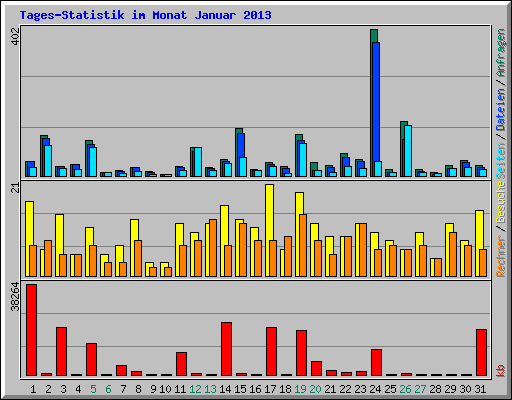 Tages-Statistik im Monat Januar 2013
402
21
38264
Rechner / Besuche
Seiten / Dateien / Anfragen
kb
1 2 3 4 5 6 7 8 9 10 11 12 13 14 15 16 17 18 19 20 21 22 23 24 25 26 27 28 29 30 31